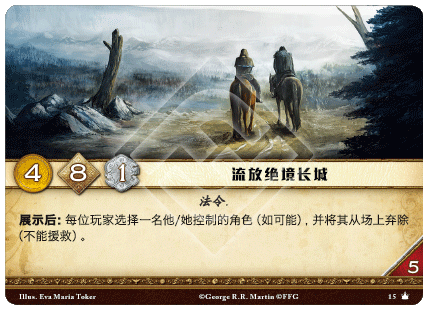 4 8 1 流放绝境长城
法令.
展示后: 每位玩家选择一名他/她控制的角色 (如可能) , 并将其从场上弃除
(不能援救) 。
5
Illus. Eva Maria Toker ©George R.R. Martin ©FFG 15